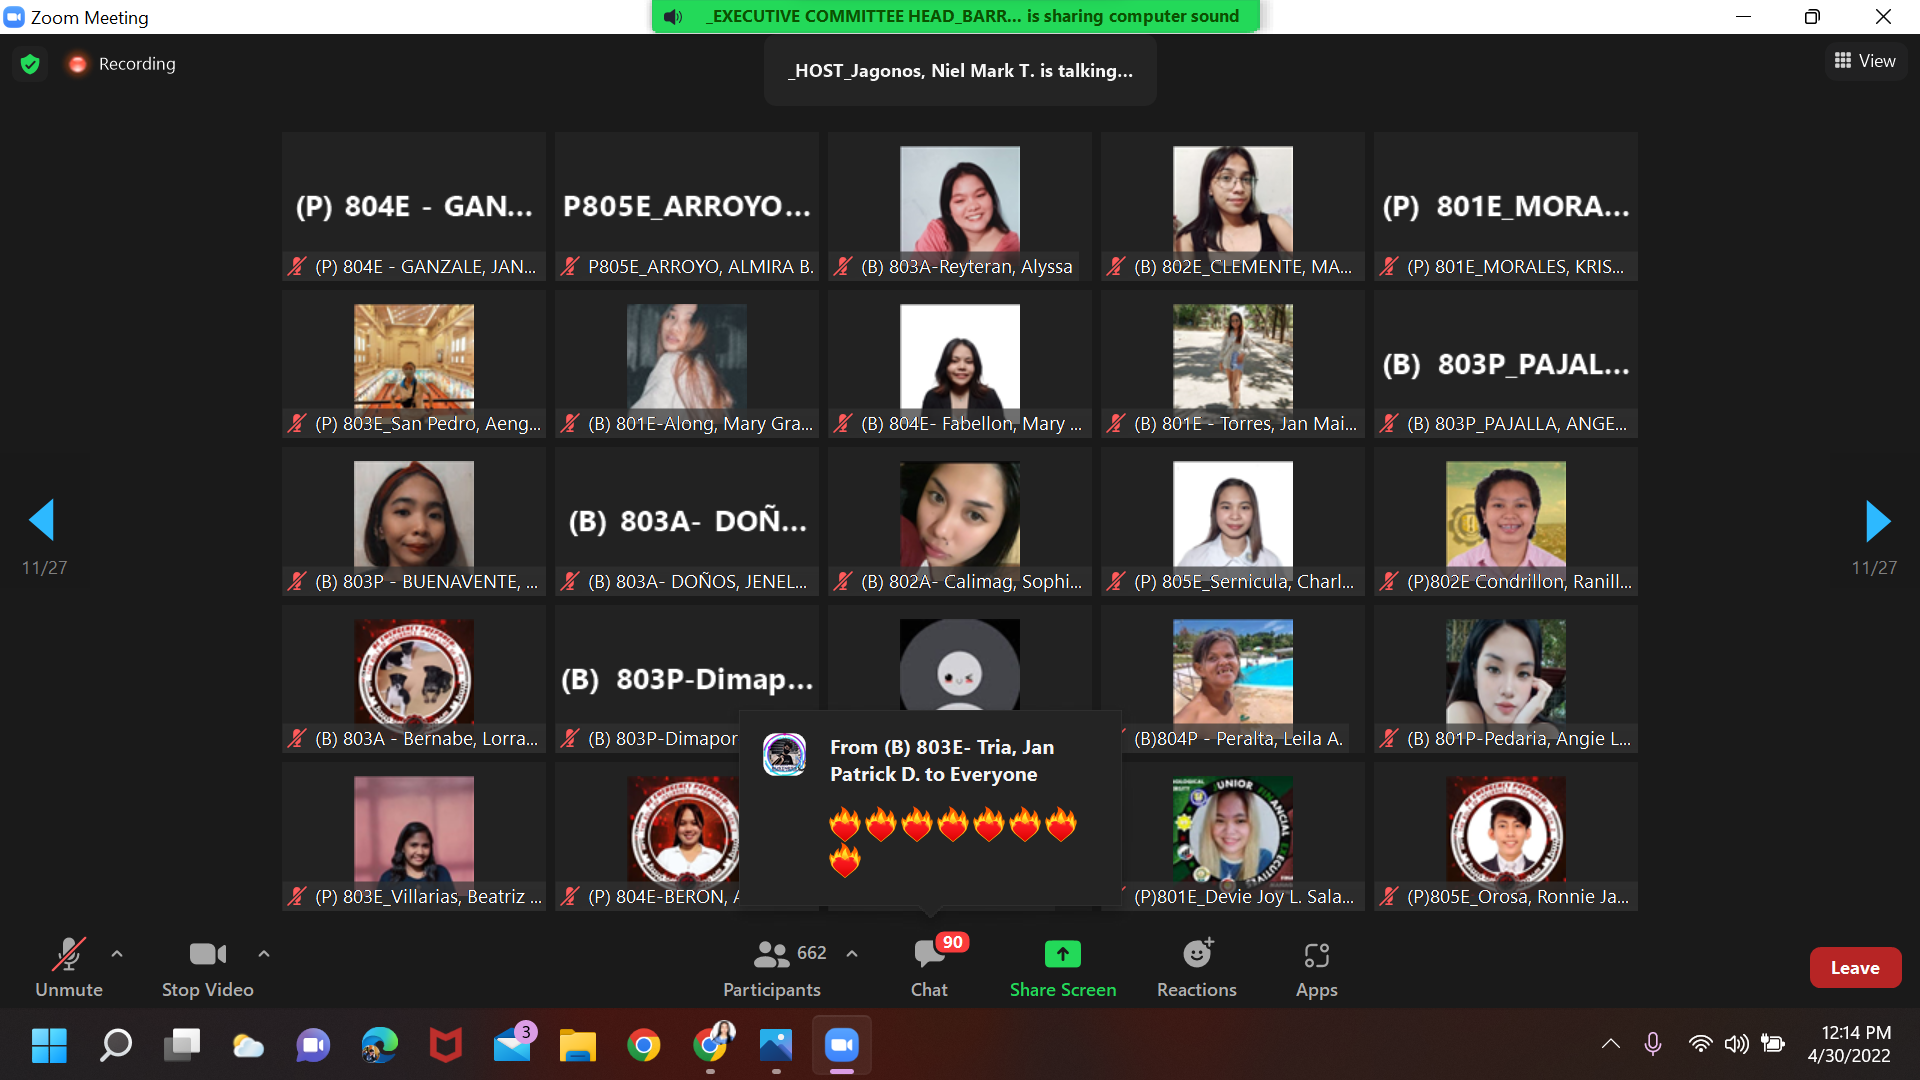 Zoom Meeting
_EXECUTIVE COMMITTEE HEAD_BARR... is sharing computer sound
Recording
_HOST_Jagonos, Niel Mark T. is talking...
View
(P) 804E - GAN...
P805E_ARROYO...
(P) 801E_MORA...
(P) 804E - GANZALE, JAN...
P805E_ARROYO, ALMIRA B.
(B) 803A-Reyteran, Alyssa
(B) 802E_CLEMENTE, MA...
(P) 801E_MORALES, KRIS...
(B) 803P_PAJAL...
(P) 803E_San Pedro, Aeng...
(B) 801E-Along, Mary Gra...
(B) 804E- Fabellon, Mary ...
(B) 801E - Torres, Jan Mai...
(B) 803P_PAJALLA, ANGE...
(B) 803A- DOÑ...
11/27
11/27
(B) 803P - BUENAVENTE, ...
(B) 803A- DOÑOS, JENEL...
(B) 802A- Calimag, Sophi...
(P) 805E_Sernicula, Charl...
(P)802E Condrillon, Ranill...
(B) 803P-Dimap...
(B) 803A - Bernabe, Lorra...
(B) 803P-Dimapor
(B)804P - Peralta, Leila A.
(B) 801P-Pedaria, Angie L...
From (B) 803E- Tria, Jan
Patrick D. to Everyone
❤️‍🔥❤️‍🔥❤️‍🔥❤️‍🔥❤️‍🔥❤️‍🔥❤️‍🔥
❤️‍🔥
JUNIOR FINANCIAL EXECUTIVES
(P) 803E_Villarias, Beatriz ...
(P) 804E-BERON, A
(P)801E_Devie Joy L. Sala...
(P)805E_Orosa, Ronnie Ja...
Unmute
Stop Video
662
Participants
90
Chat
Share Screen
Reactions
Apps
Leave
3
12:14 PM
4/30/2022